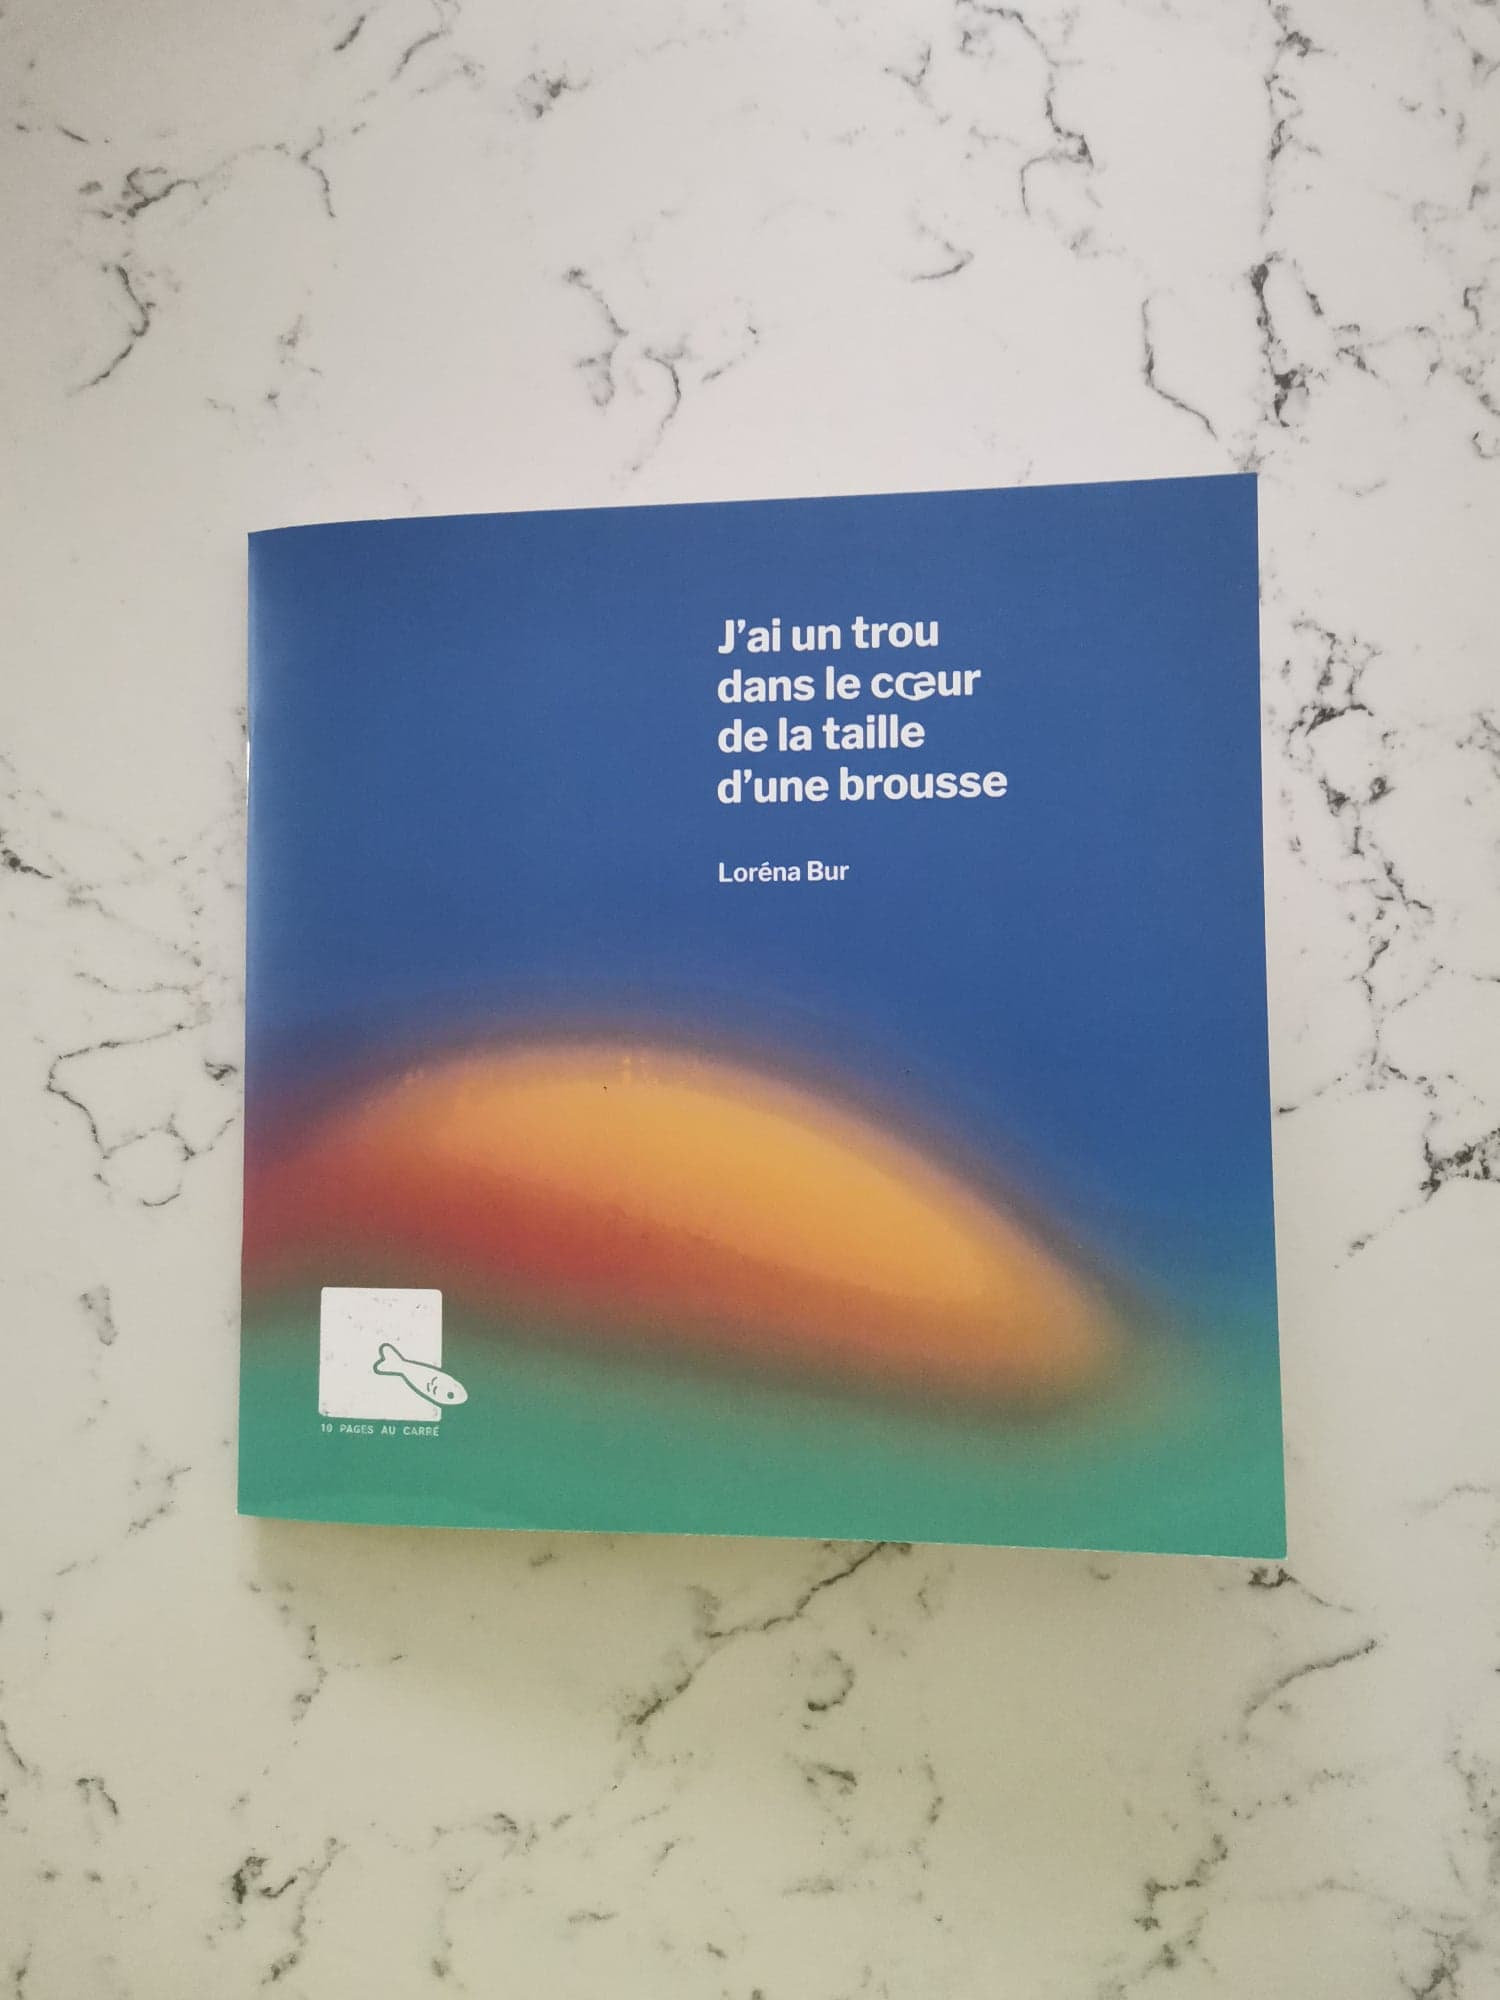 J’ai un trou
dans le cœur
de la taille
d’une brousse
Loréna Bur
10 PAGES AU CARRÉ